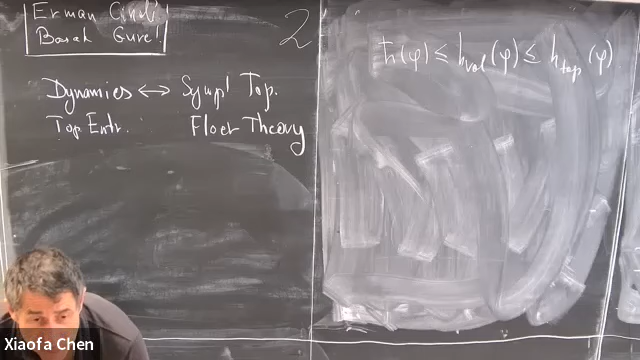 Erman Cineli
Basak Gurel
2
Dynamics ↔ Sympl Top.
Top Entr. Floer Theory
ħ(φ) ≤ h_vol(φ) ≤ h_top(φ)
Xiaofa Chen